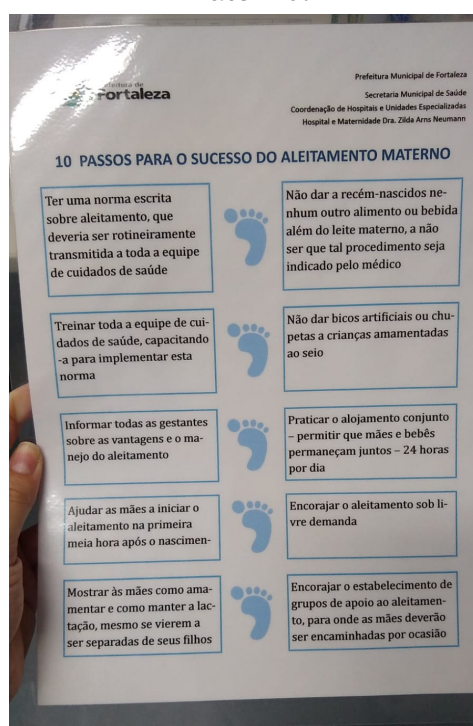 Prefeitura de
Fortaleza
Prefeitura Municipal de Fortaleza
Secretaria Municipal de Saúde
Coordenação de Hospitais e Unidades Especializadas
Hospital e Maternidade Dra. Zilda Arns Neumann
10 PASSOS PARA O SUCESSO DO ALEITAMENTO MATERNO
Ter uma norma escrita
sobre aleitamento, que
deveria ser rotineiramente
transmitida a toda a equipe
de cuidados de saúde
Treinar toda a equipe de cui-
dados de saúde, capacitando
-a para implementar esta
norma
Informar todas as gestantes
sobre as vantagens e o ma-
nejo do aleitamento
Ajudar as mães a iniciar o
aleitamento na primeira
meia hora após o nascimen-
Mostrar às mães como ama-
mentar e como manter a lac-
tação, mesmo se vierem a
ser separadas de seus filhos
Não dar a recém-nascidos ne-
nhum outro alimento ou bebida
além do leite materno, a não
ser que tal procedimento seja
indicado pelo médico
Não dar bicos artificiais ou chu-
petas a crianças amamentadas
ao seio
Praticar o alojamento conjunto
– permitir que mães e bebês
permaneçam juntos – 24 horas
por dia
Encorajar o aleitamento sob li-
vre demanda
Encorajar o estabelecimento de
grupos de apoio ao aleitamen-
to, para onde as mães deverão
ser encaminhadas por ocasião